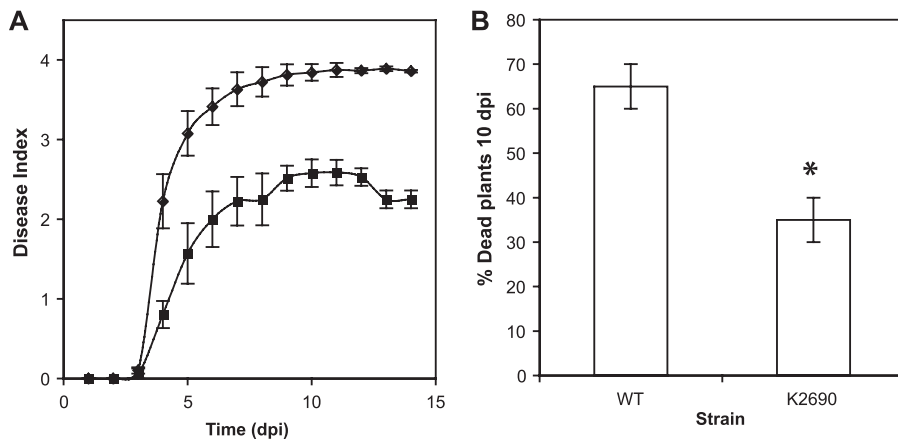 A
Disease Index
4
3
2
1
0
0 5 10 15
Time (dpi)
B
% Dead plants 10 dpi
80
70
60
50
40
30
20
10
0
*
WT K2690
Strain